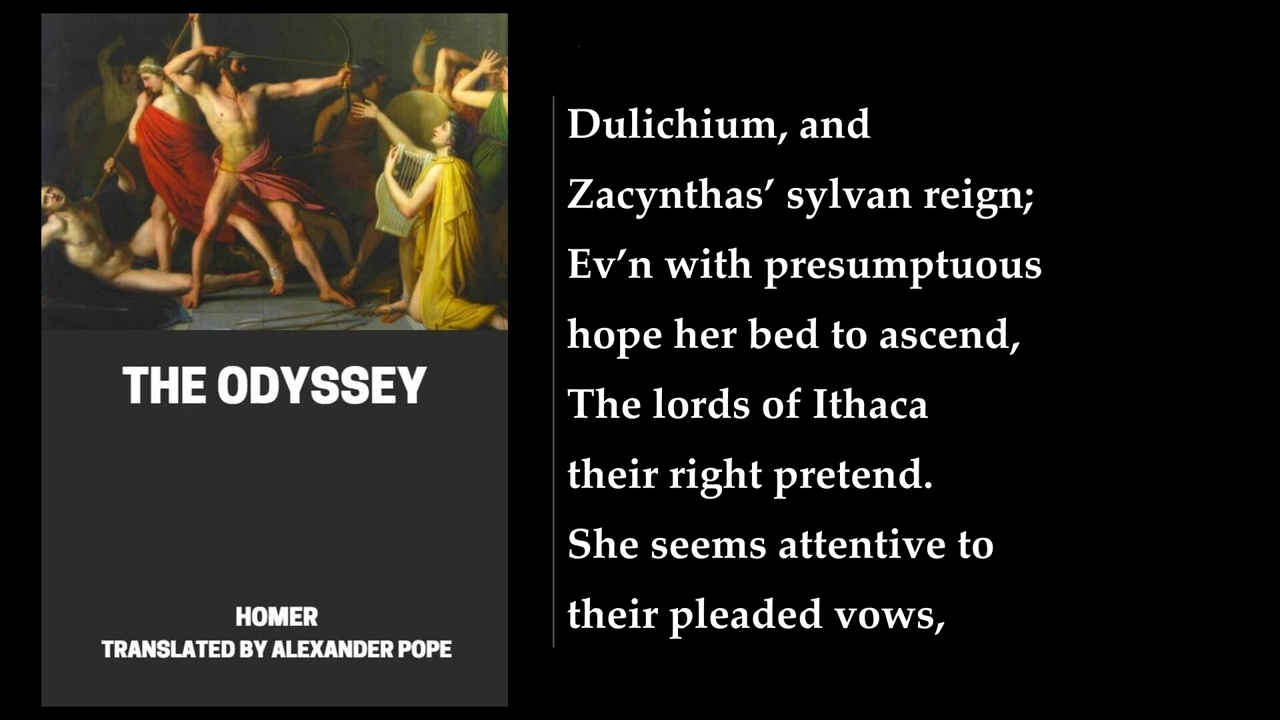 THE ODYSSEY
HOMER
TRANSLATED BY ALEXANDER POPE
Dulichium, and
Zacynthas’ sylvan reign;
Ev’n with presumptuous
hope her bed to ascend,
The lords of Ithaca
their right pretend.
She seems attentive to
their pleaded vows,